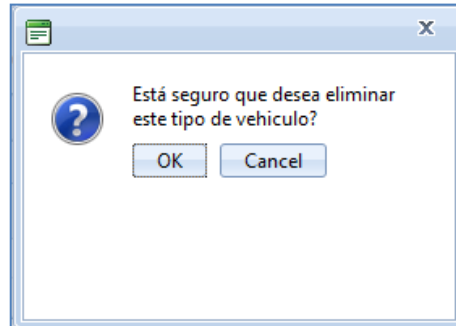 Está seguro que desea eliminar
este tipo de vehiculo?
OK Cancel